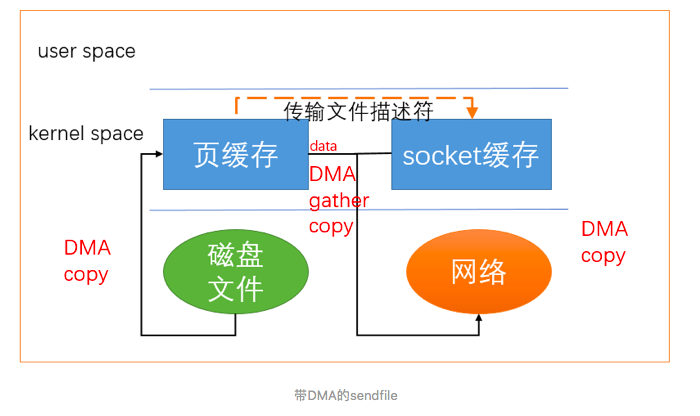 user space
传输文件描述符
kernel space
页缓存
data
socket缓存
DMA
gather
copy
DMA
copy
磁盘
文件
网络
DMA
copy
带DMA的sendfile